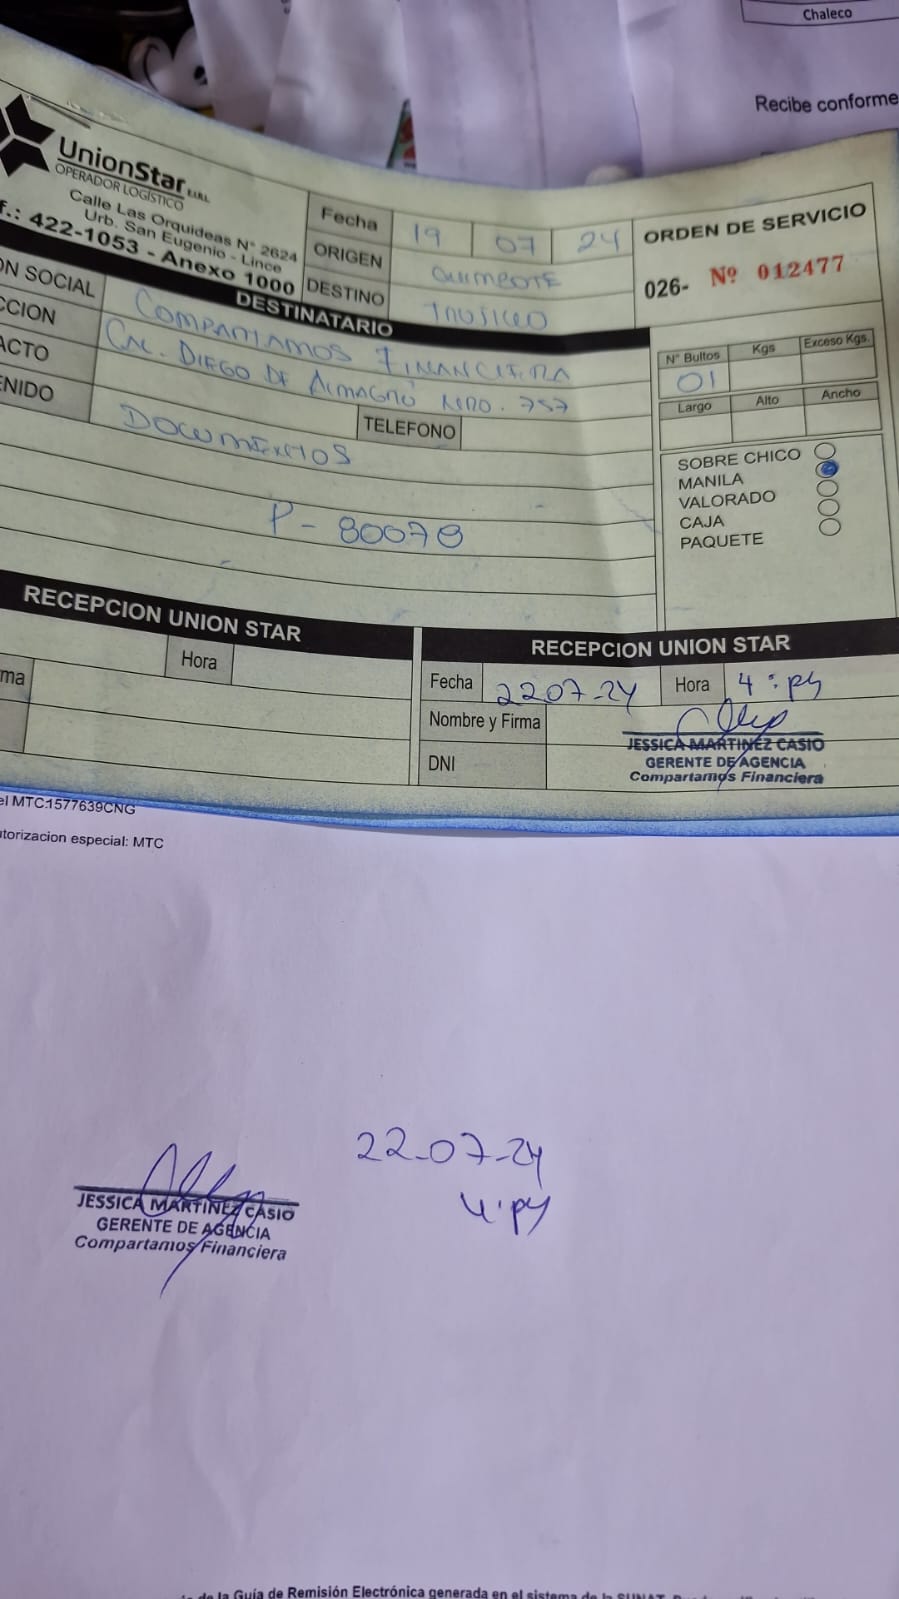 Chaleco
Recibe conforme
UnionStar E.I.R.L.
OPERADOR LOGÍSTICO
Calle Las Orquideas N° 2624
Urb. San Eugenio - Lince
f.: 422-1053 - Anexo 1000
Fecha 19 07 24
ORIGEN CHIMBOTE
DESTINO TRUJILLO
ORDEN DE SERVICIO
026- Nº 012477
DESTINATARIO
ON SOCIAL COMPARTAMOS FINANCIERA
CCION CAL. DIEGO DE ALMAGRO NRO. 757
ACTO
TELEFONO
ENIDO DOCUMENTOS
P - 80078
N° Bultos Kgs Exceso Kgs.
01
Largo Alto Ancho
SOBRE CHICO
MANILA
VALORADO
CAJA
PAQUETE
RECEPCION UNION STAR
Hora
ma
RECEPCION UNION STAR
Fecha 22 07-24 Hora 4:
Nombre y Firma
JESSICA MARTINEZ CASIO
GERENTE DE AGENCIA
Compartamos Financiera
DNI
el MTC:1577639CNG
utorizacion especial: MTC
22-07-24
JESSICA MARTINEZ CASIO
GERENTE DE AGENCIA
Compartamos Financiera
de la Guía de Remisión Electrónica generada en el sistema de la SUNAT.